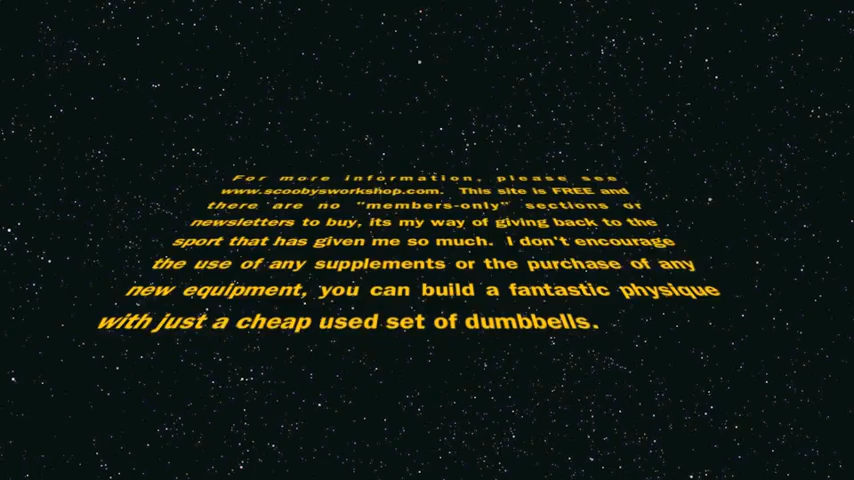 For more information, please see
www.scoobysworkshop.com. This site is FREE and
there are no "members-only" sections or
newsletters to buy, its my way of giving back to the
sport that has given me so much. I don't encourage
the use of any supplements or the purchase of any
new equipment, you can build a fantastic physique
with just a cheap used set of dumbbells.